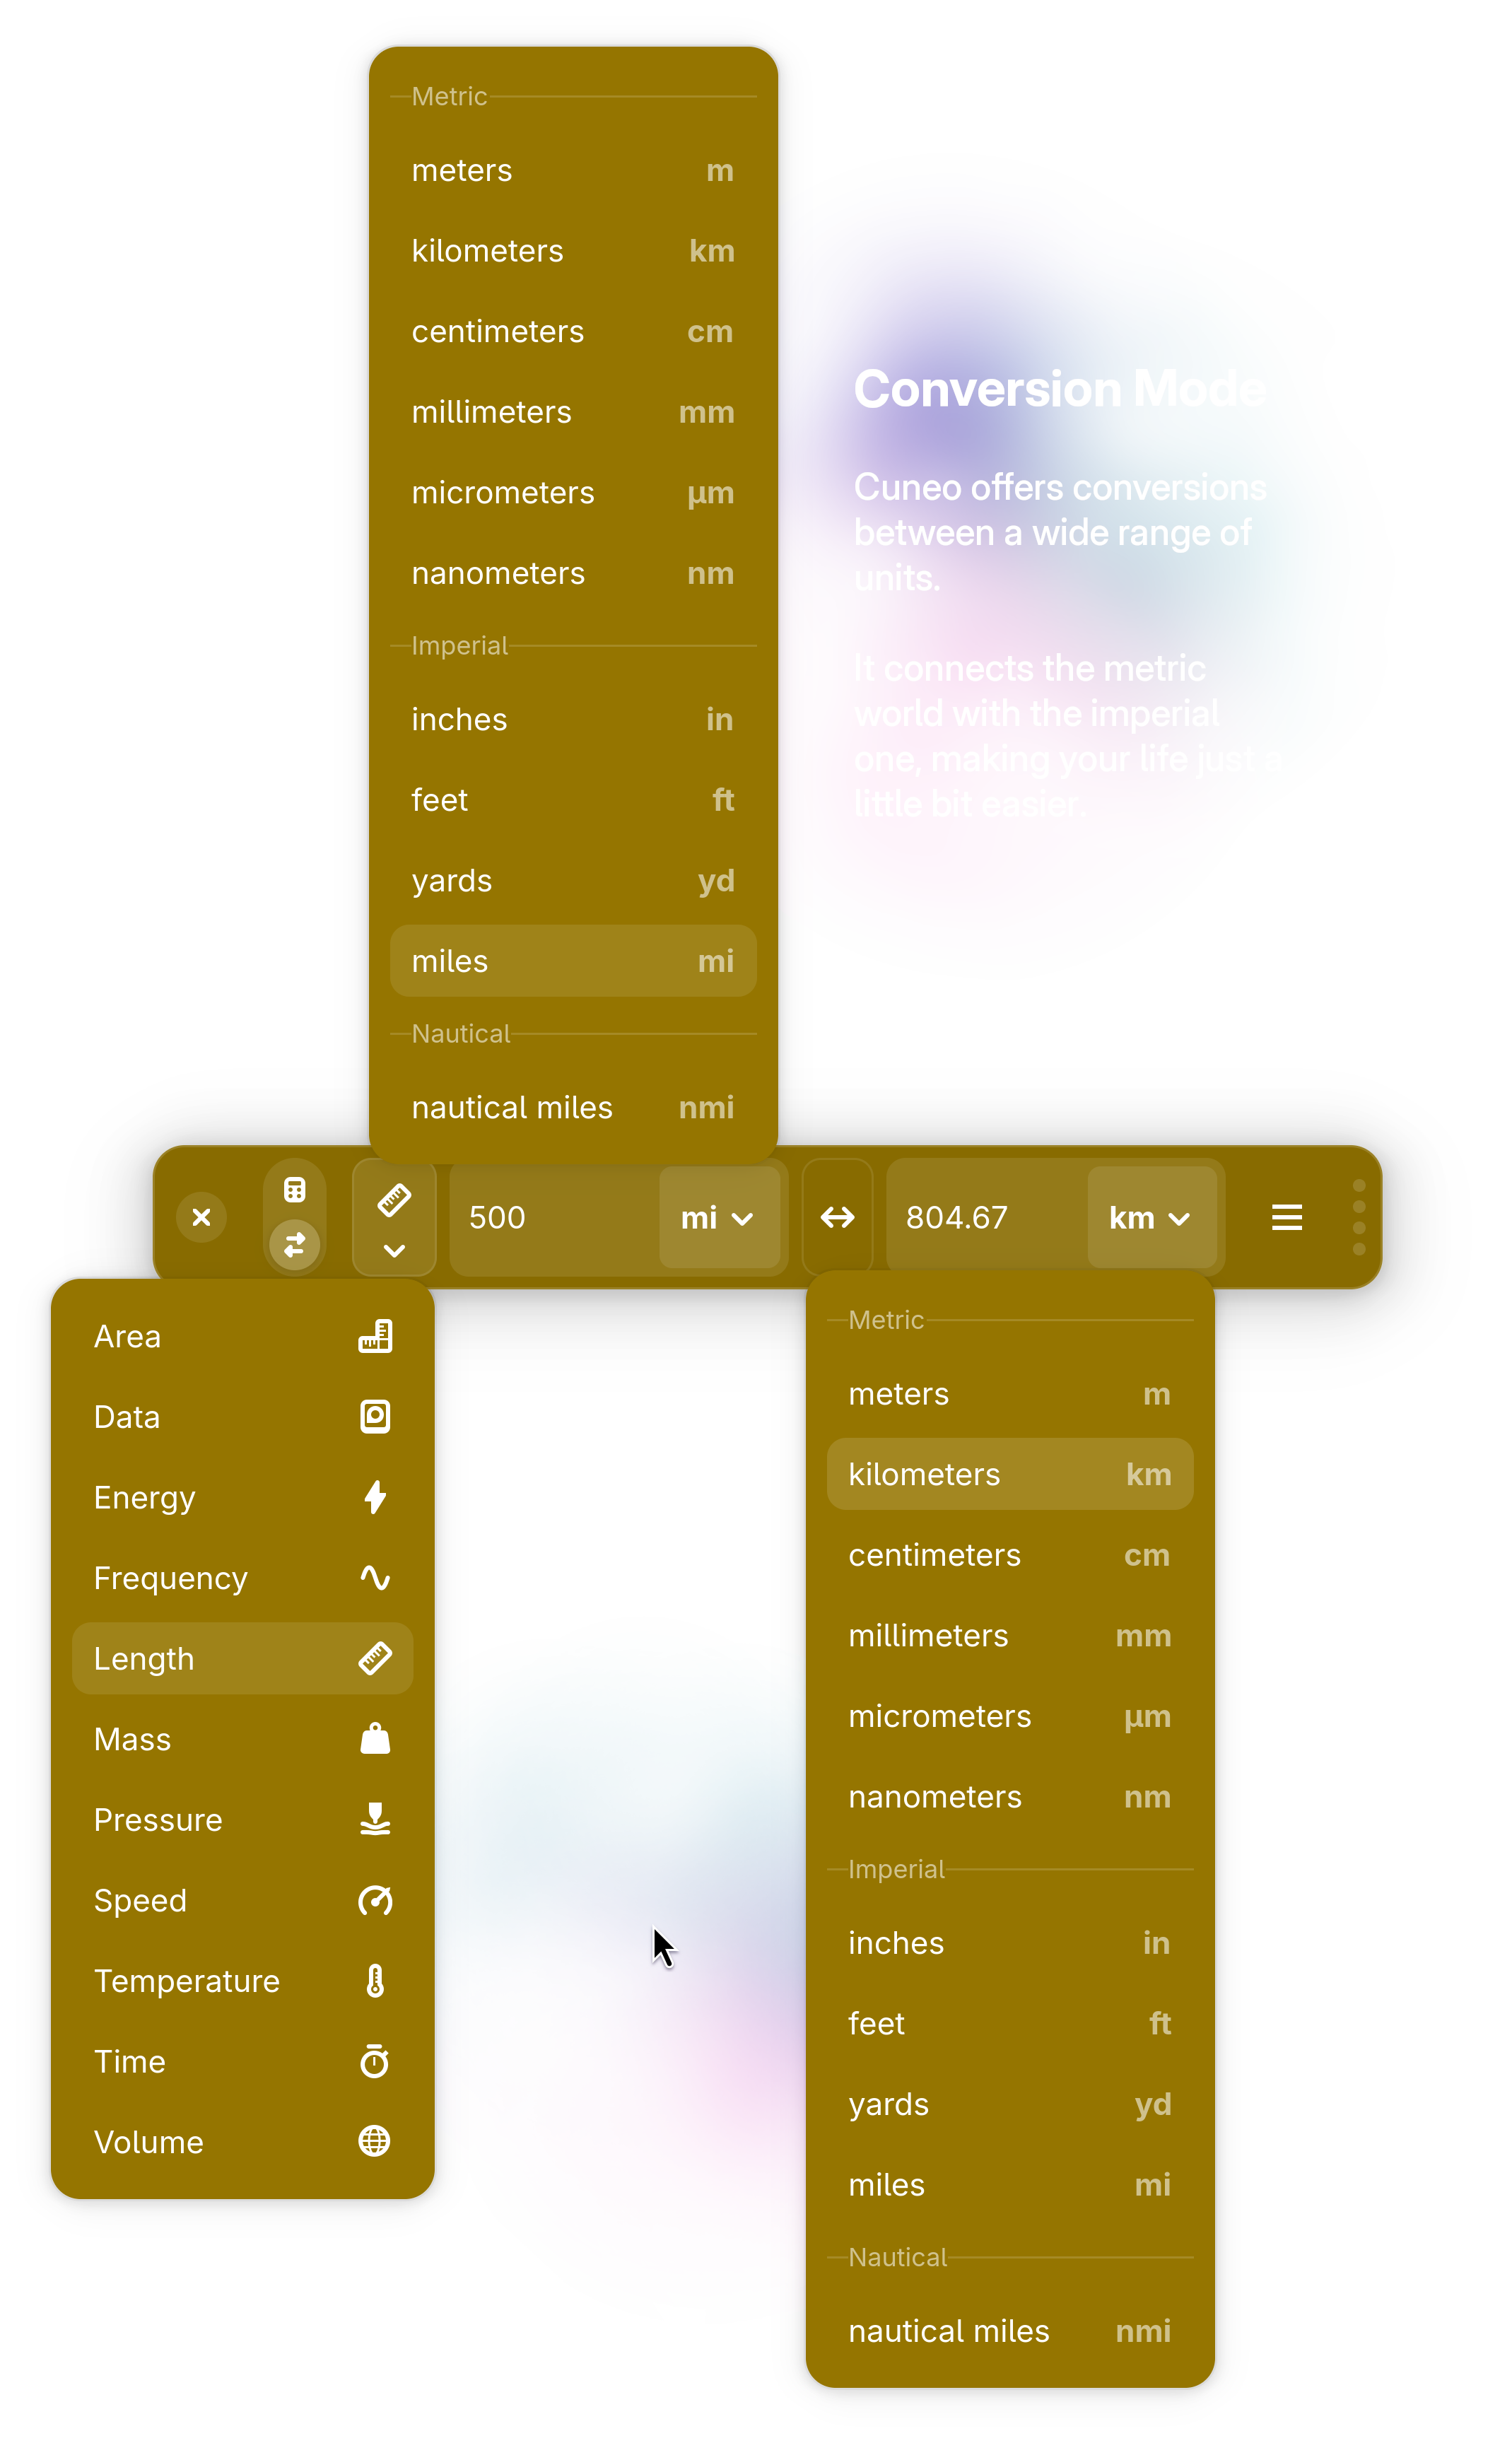 Metric
meters m
kilometers km
centimeters cm
millimeters mm
micrometers µm
nanometers nm
Imperial
inches in
feet ft
yards yd
miles mi
Nautical
nautical miles nmi
Conversion Mode
Cuneo offers conversions
between a wide range of
units.
It connects the metric
world with the imperial
one, making your life just a
little bit easier.
500 mi 804.67 km
Area
Data
Energy
Frequency
Length
Mass
Pressure
Speed
Temperature
Time
Volume
Metric
meters m
kilometers km
centimeters cm
millimeters mm
micrometers µm
nanometers nm
Imperial
inches in
feet ft
yards yd
miles mi
Nautical
nautical miles nmi